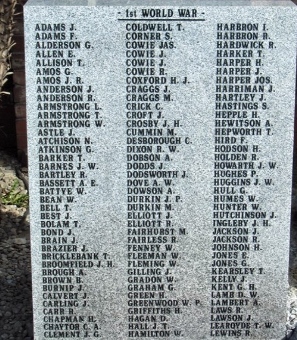 - 1st WORLD WAR -
ADAMS J.
ADAMS F.
ALDERSON G.
ALLEN E.
ALLISON T.
AMOS G.
AMOS J. R.
ANDERSON J.
ANDERSON R.
ARMSTRONG L.
ARMSTRONG T.
ARMSTRONG W.
ASTLE J.
ATCHISON N.
ATKINSON G.
BARKER T.
BARNES J. W.
BARTLEY R.
BASSETT A. E.
BATTYE W.
BEAN W.
BELL T.
BEST J.
BOLAM T.
BOND J.
BRAIN J.
BRAZIER J.
BRICKLEBANK T.
BROOMFIELD J. H.
BROUGH A.
BROWN B.
BURNIP J.
CALVERT J.
CARLING J.
CARR R.
CHAPMAN H.
CHAYTOR C. A.
CLEMENT J. G.
COLDWELL T.
CORNER S.
COWIE JAS.
COWIE J.
COWIE R.
COXFORD H. J.
CRAGGS J.
CRAGGS M.
CRICK C.
CROFT J.
CROSBY J. H.
CUMMIN M.
DESBOROUGH C.
DIXON R. W.
DOBSON A.
DODDS J.
DODSWORTH J.
DOVE A. W.
DOWSON A.
DURKIN J. P.
DURKIN M.
ELLIOTT J.
ELLIOTT R.
FAIRHURST M.
FAIRLESS R.
FENNEY W.
FLEEMAN W.
FLEMING W.
GILLING J.
GRADON W.
GRAHAM G.
GREEN H.
GREENWOOD W. P.
GRIFFITHS H.
HAGAN D.
HALL J. T.
HAMILTON W.
HARBRON I.
HARBRON R.
HARDWICK R.
HARKER T.
HARPER H.
HARPER J.
HARPER JOS.
HARRIMAN J.
HARTLEY J.
HASTINGS S.
HEPPLE H.
HEWITSON A.
HEPWORTH T.
HIRD F.
HODSON H.
HOLDEN R.
HOWARTH J. W.
HUGHES P.
HUGGINS J. W.
HULL G.
HUMES W.
HUNTER W.
HUTCHINSON J.
INGLERY J. H.
JACKSON J.
JACKSON R.
JOHNSON H.
JONES E.
JONES G.
KEARSLEY T.
KELLY J.
KENT G. H.
LAMB D. W.
LAMBERT A.
LAWS R.
LAWSON J.
LEAROYDE T. W.
LEWINS R.